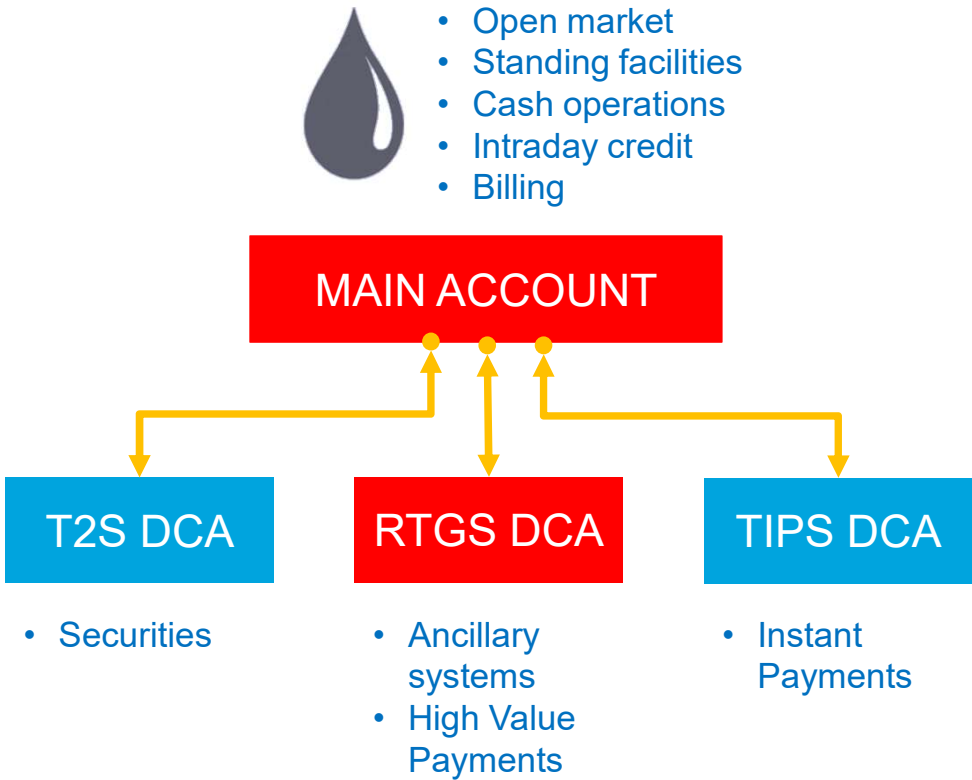 • Open market
• Standing facilities
• Cash operations
• Intraday credit
• Billing
MAIN ACCOUNT
T2S DCA
RTGS DCA
TIPS DCA
• Securities
• Ancillary
systems
• High Value
Payments
• Instant
Payments